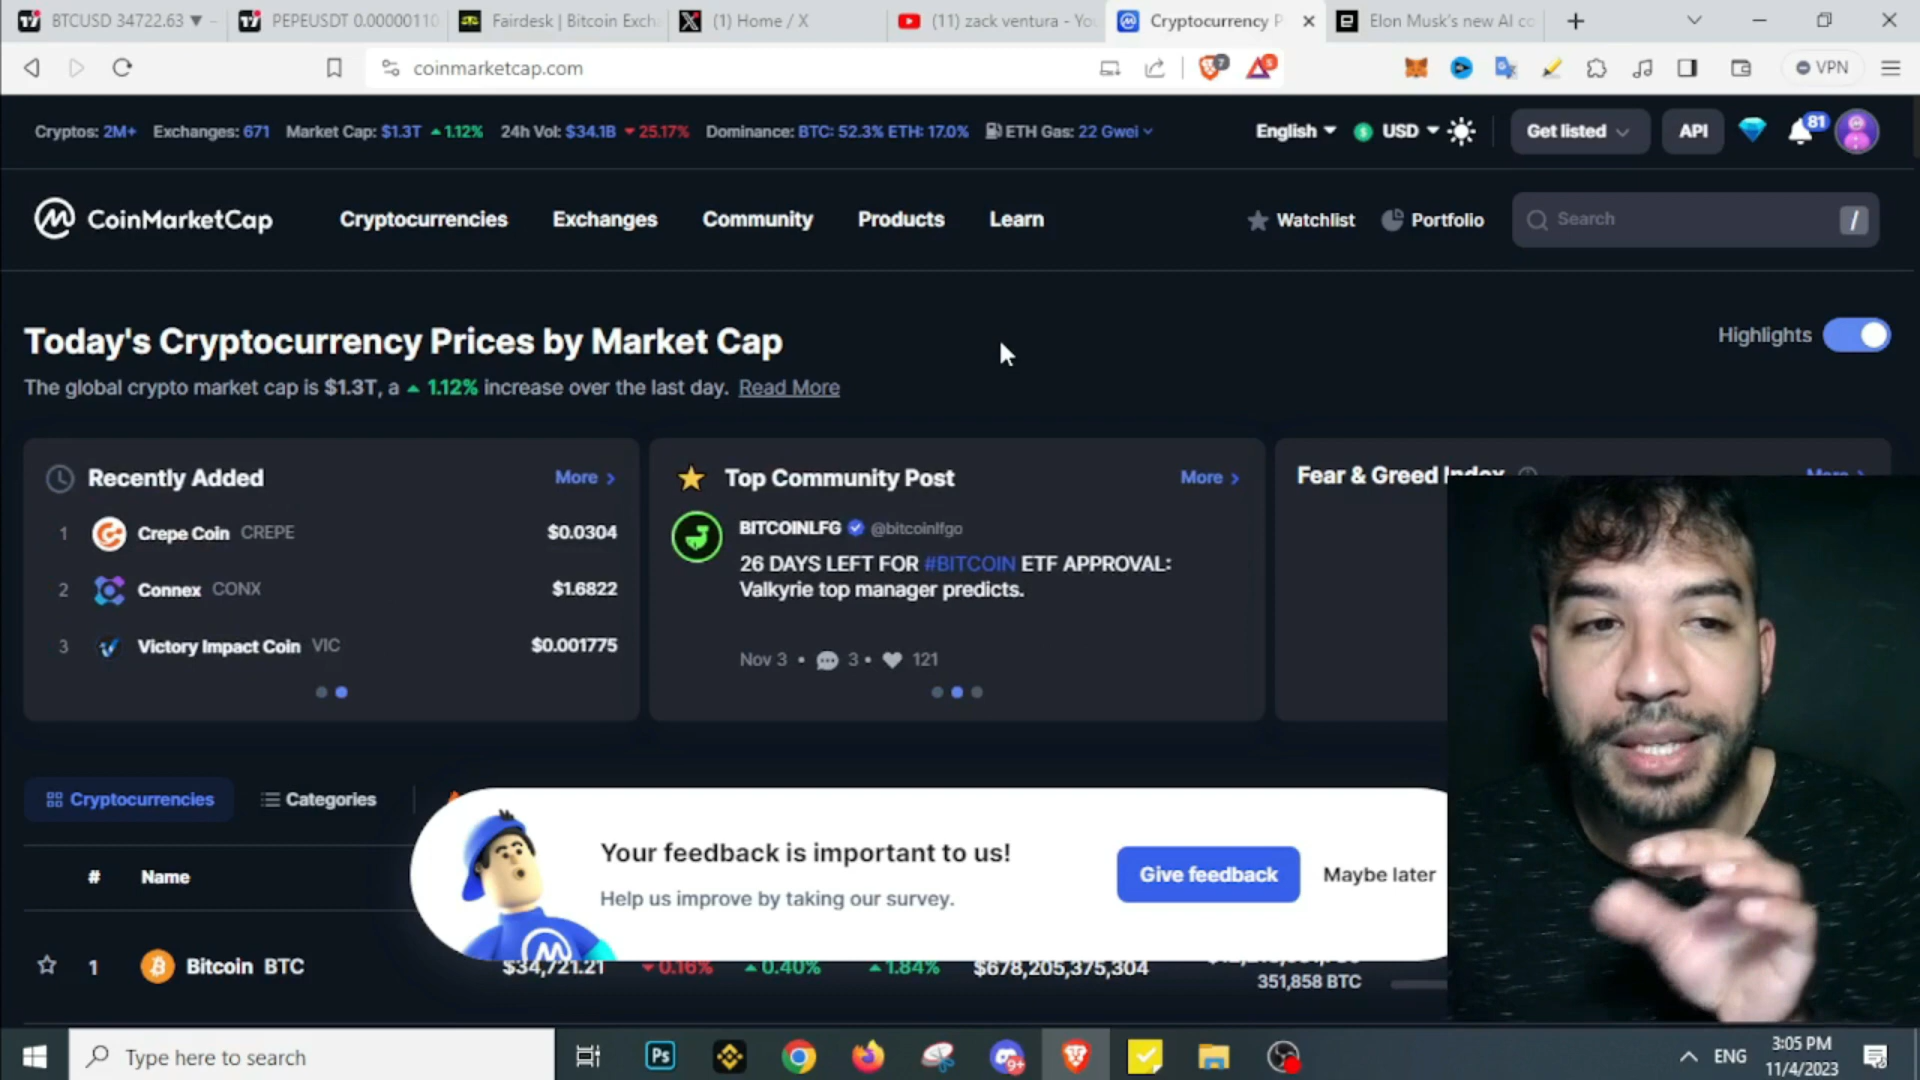 BTCUSD 34722.63 ▼ –
PEPEUSDT 0.00000110
Fairdesk | Bitcoin Exch
(1) Home / X
(11) zack ventura - You
Cryptocurrency P
Elon Musk's new AI co
coinmarketcap.com
7
5
VPN
Cryptos: 2M+ Exchanges: 671 Market Cap: $1.3T ▲ 1.12% 24h Vol: $34.1B ▼ 25.17% Dominance: BTC: 52.3% ETH: 17.0% ETH Gas: 22 Gwei
English
USD
Get listed
API
81
CoinMarketCap
Cryptocurrencies Exchanges Community Products Learn
Watchlist Portfolio
Search /
Today's Cryptocurrency Prices by Market Cap
Highlights
The global crypto market cap is $1.3T, a ▲ 1.12% increase over the last day. Read More
Recently Added More >
1 Crepe Coin CREPE $0.0304
2 Connex CONX $1.6822
3 Victory Impact Coin VIC $0.001775
Top Community Post More >
BITCOINLFG @bitcoinlfgo
26 DAYS LEFT FOR #BITCOIN ETF APPROVAL:
Valkyrie top manager predicts.
Nov 3 • 3 • 121
Fear & Greed Index
Cryptocurrencies Categories
Your feedback is important to us!
Help us improve by taking our survey.
Give feedback
Maybe later
# Name
1 Bitcoin BTC $34,721.21 ▼ 0.16% ▲ 0.40% ▲ 1.84% $678,205,375,304
351,858 BTC
Type here to search
Ps
9+
ENG
3:05 PM
11/4/2023